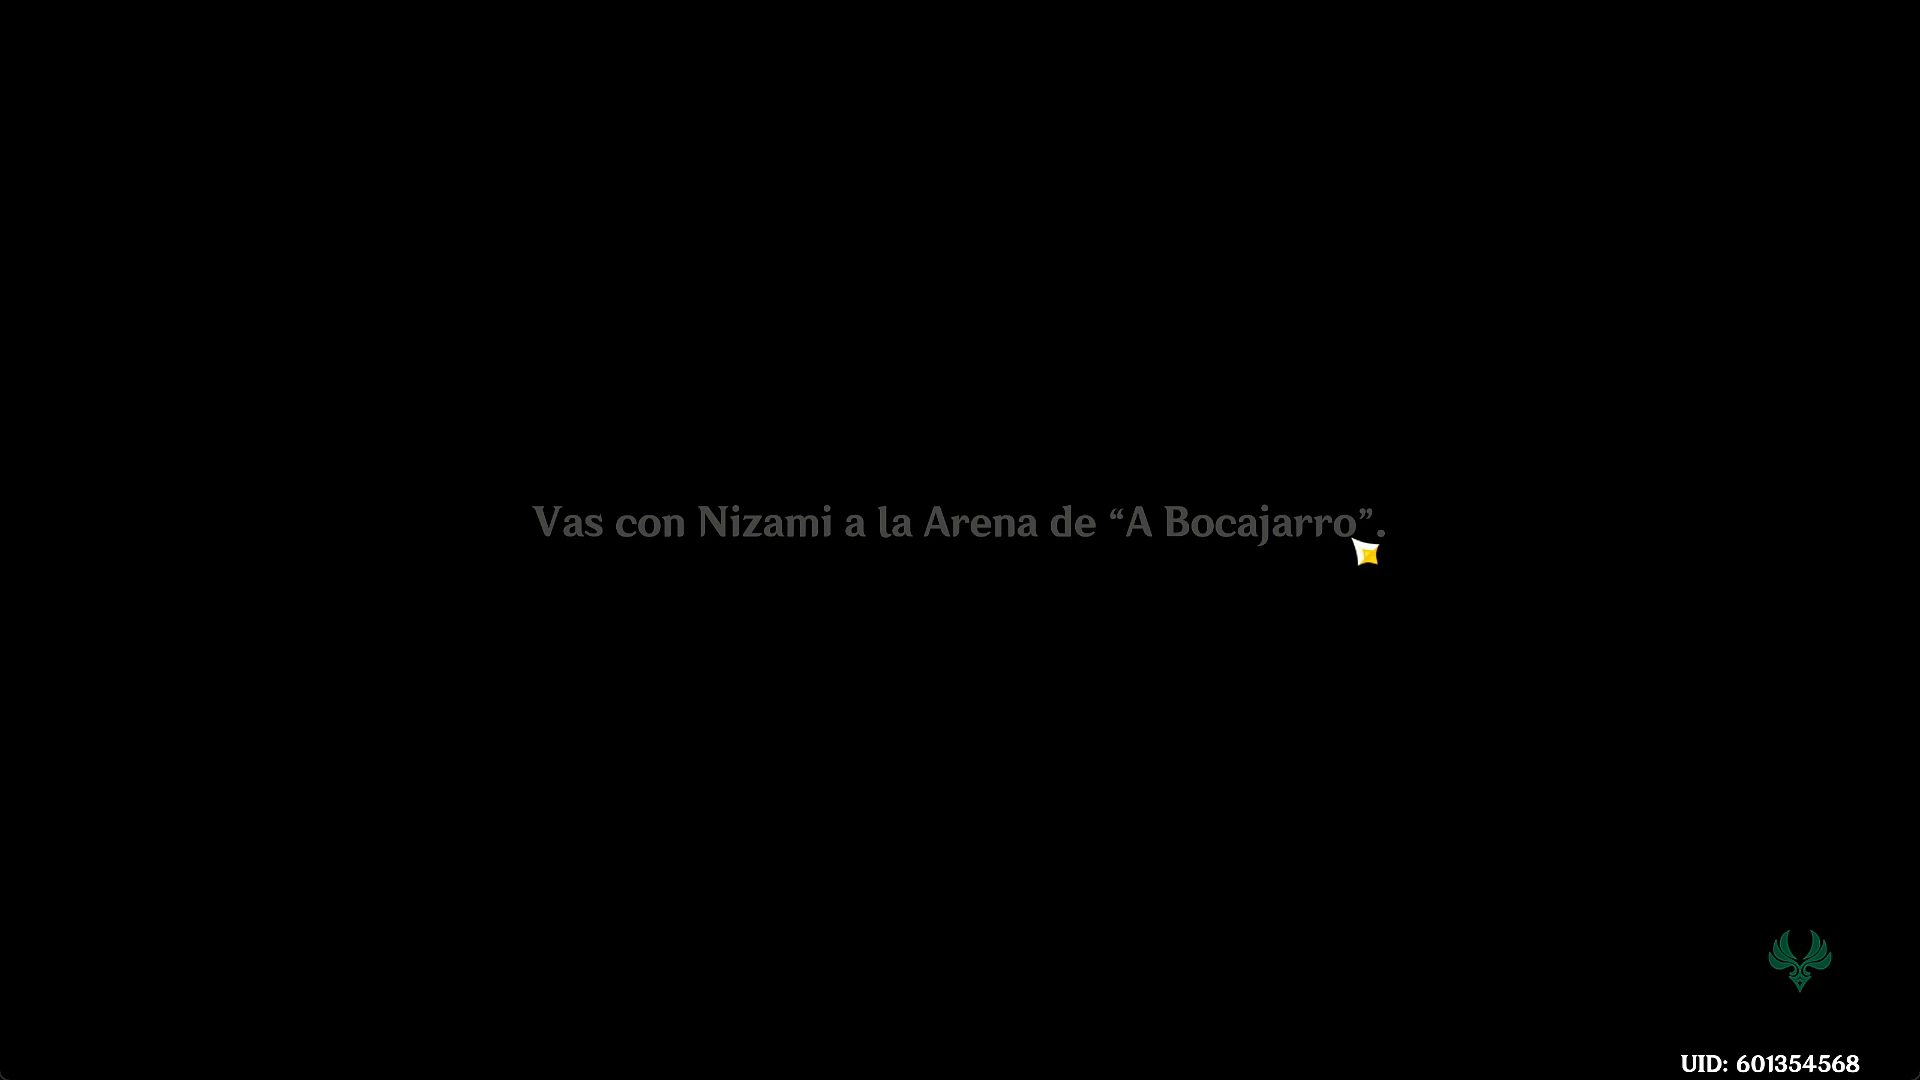 Vas con Nizami a la Arena de “A Bocajarro”.
UID: 601354568